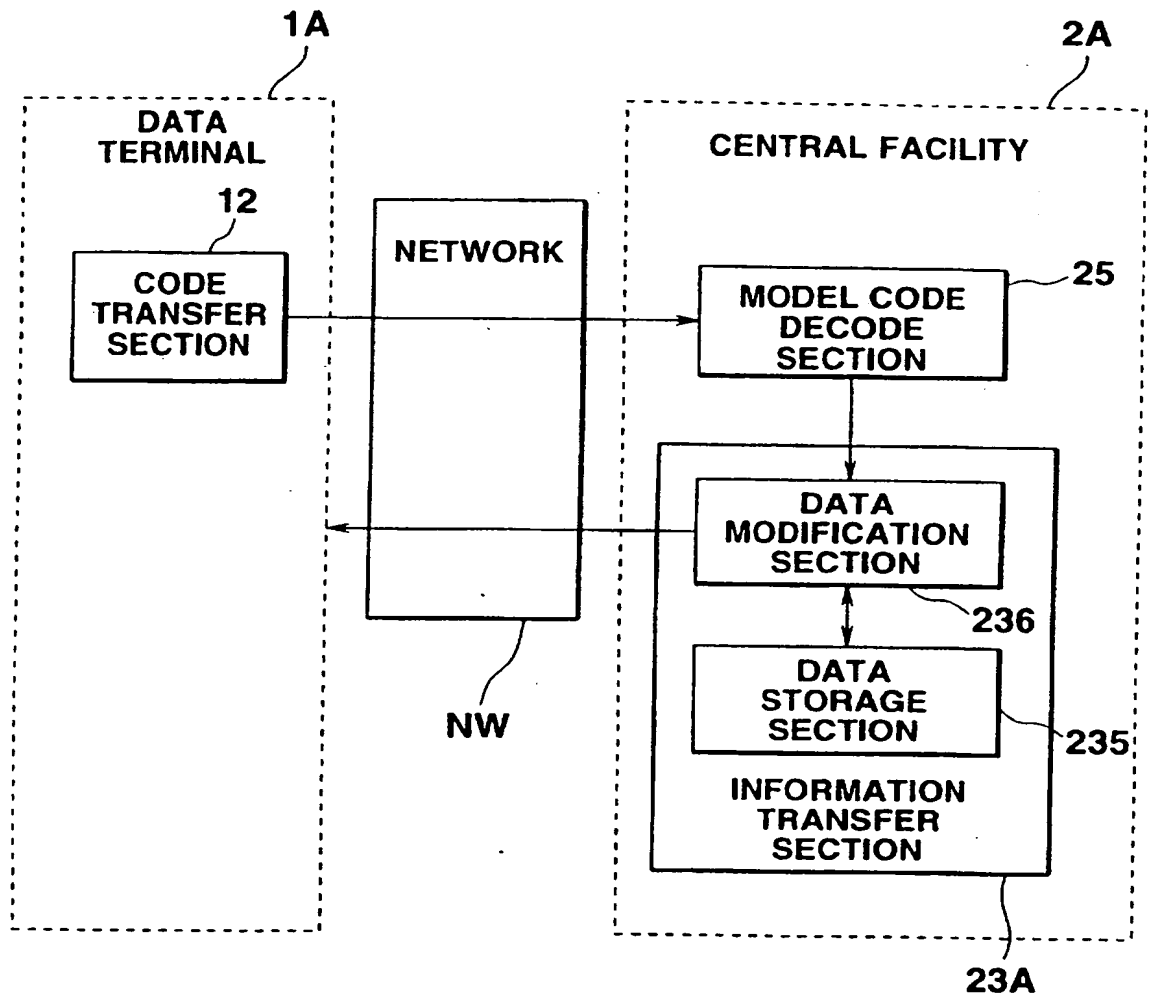 1A
2A
DATA
TERMINAL
CENTRAL FACILITY
12
NETWORK
CODE
TRANSFER
SECTION
25
MODEL CODE
DECODE
SECTION
DATA
MODIFICATION
SECTION
236
DATA
STORAGE
SECTION
NW
235
INFORMATION
TRANSFER
SECTION
23A